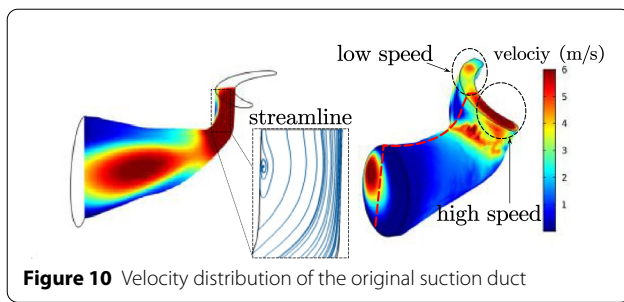 low speed
velociy (m/s)
6
5
4
3
2
1
streamline
high speed
Figure 10 Velocity distribution of the original suction duct